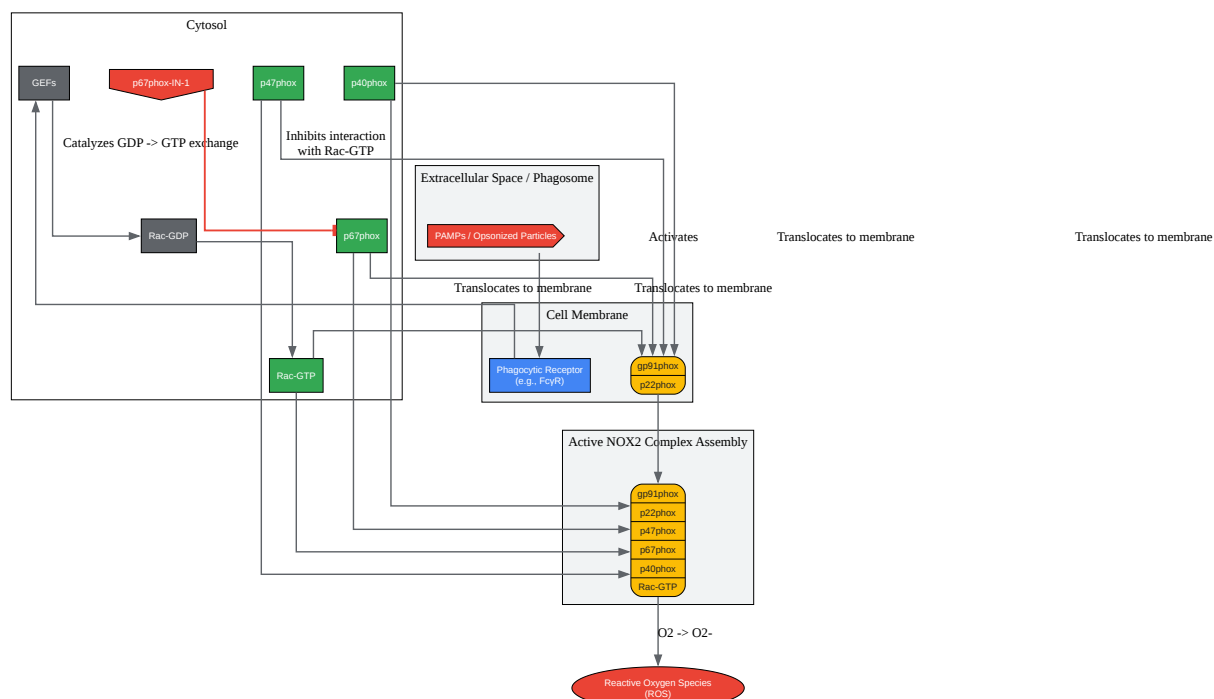 Cytosol
GEFs
p67phox-IN-1
p47phox
p40phox
Catalyzes GDP -> GTP exchange
Inhibits interaction
with Rac-GTP
Extracellular Space / Phagosome
PAMPs / Opsonized Particles
Rac-GDP
p67phox
Activates
Translocates to membrane
Translocates to membrane
Translocates to membrane
Translocates to membrane
Cell Membrane
Rac-GTP
Phagocytic Receptor
(e.g., FcγR)
gp91phox
p22phox
Active NOX2 Complex Assembly
gp91phox
p22phox
p47phox
p67phox
p40phox
Rac-GTP
O2 -> O2-
Reactive Oxygen Species
(ROS)